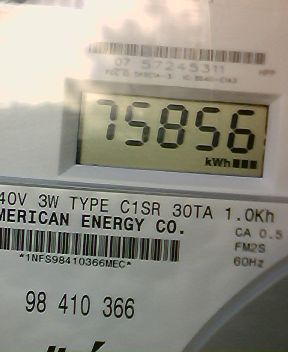 07 57245311
75856
kWh
40V 3W TYPE C1SR 30TA 1.0Kh
MERICAN ENERGY CO.
CA 0.5
FM2S
60Hz
*1NFS98410366MEC*
98 410 366